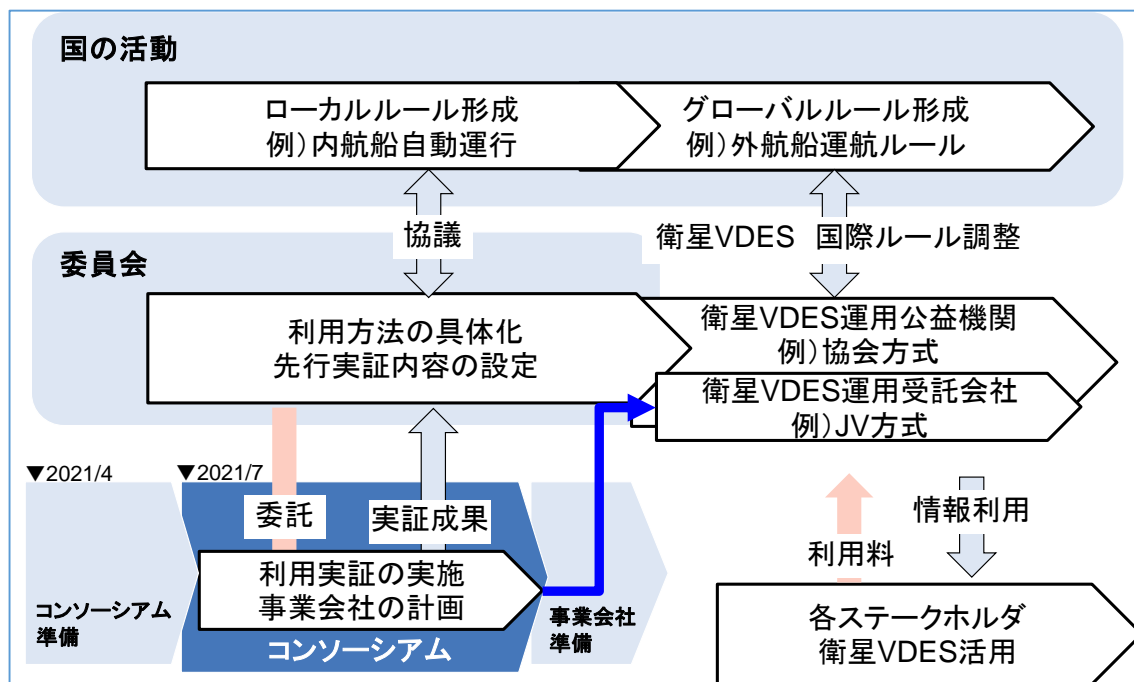 国の活動
ローカルルール形成
例)内航船自動運行
グローバルルール形成
例)外航船運航ルール
協議
衛星VDES 国際ルール調整
委員会
利用方法の具体化
先行実証内容の設定
衛星VDES運用公益機関
例)協会方式
衛星VDES運用受託会社
例)JV方式
▼2021/4
▼2021/7
委託
実証成果
情報利用
利用料
利用実証の実施
事業会社の計画
コンソーシアム
準備
コンソーシアム
事業会社
準備
各ステークホルダ
衛星VDES活用